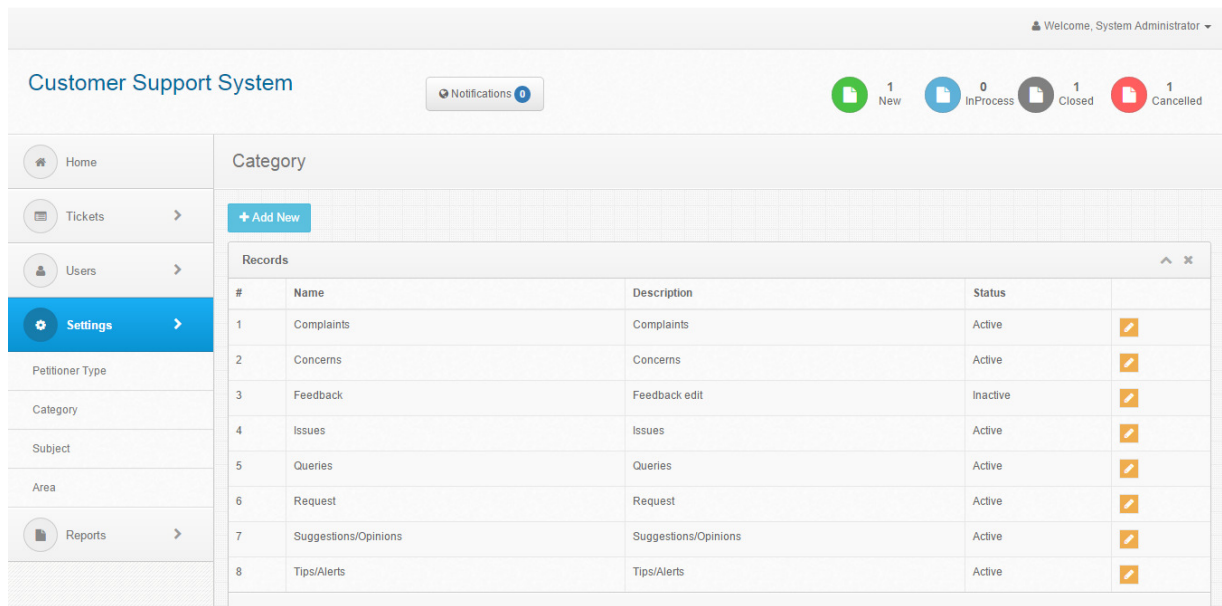 Welcome, System Administrator
Customer Support System
Notifications 0
1 New
0 InProcess
1 Closed
1 Cancelled
Home
Tickets
Users
Settings
Petitioner Type
Category
Subject
Area
Reports
Category
Add New
Records
# Name Description Status
1 Complaints Complaints Active
2 Concerns Concerns Active
3 Feedback Feedback edit Inactive
4 Issues Issues Active
5 Queries Queries Active
6 Request Request Active
7 Suggestions/Opinions Suggestions/Opinions Active
8 Tips/Alerts Tips/Alerts Active